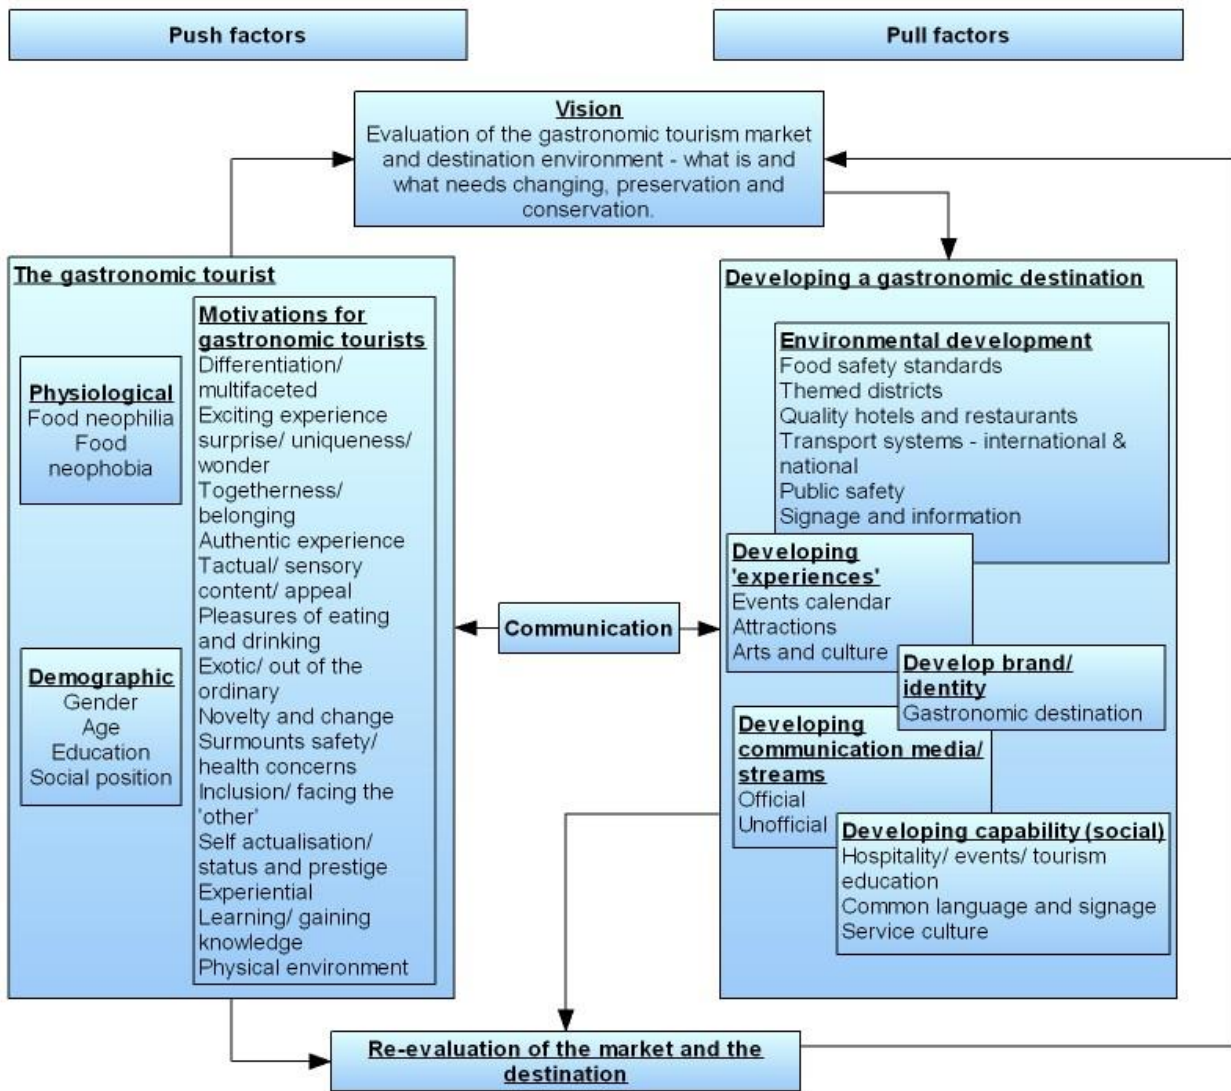 Push factors
Pull factors
Vision
Evaluation of the gastronomic tourism market
and destination environment - what is and
what needs changing, preservation and
conservation.
The gastronomic tourist
Physiological
Food neophilia
Food
neophobia
Demographic
Gender
Age
Education
Social position
Motivations for
gastronomic tourists
Differentiation/
multifaceted
Exciting experience
surprise/ uniqueness/
wonder
Togetherness/
belonging
Authentic experience
Tactual/ sensory
content/ appeal
Pleasures of eating
and drinking
Exotic/ out of the
ordinary
Novelty and change
Surmounts safety/
health concerns
Inclusion/ facing the
'other'
Self actualisation/
status and prestige
Experiential
Learning/ gaining
knowledge
Physical environment
Communication
Developing a gastronomic destination
Environmental development
Food safety standards
Themed districts
Quality hotels and restaurants
Transport systems - international &
national
Public safety
Signage and information
Developing
'experiences'
Events calendar
Attractions
Arts and culture
Develop brand/
identity
Gastronomic destination
Developing
communication media/
streams
Official
Unofficial
Developing capability (social)
Hospitality/ events/ tourism
education
Common language and signage
Service culture
Re-evaluation of the market and the
destination